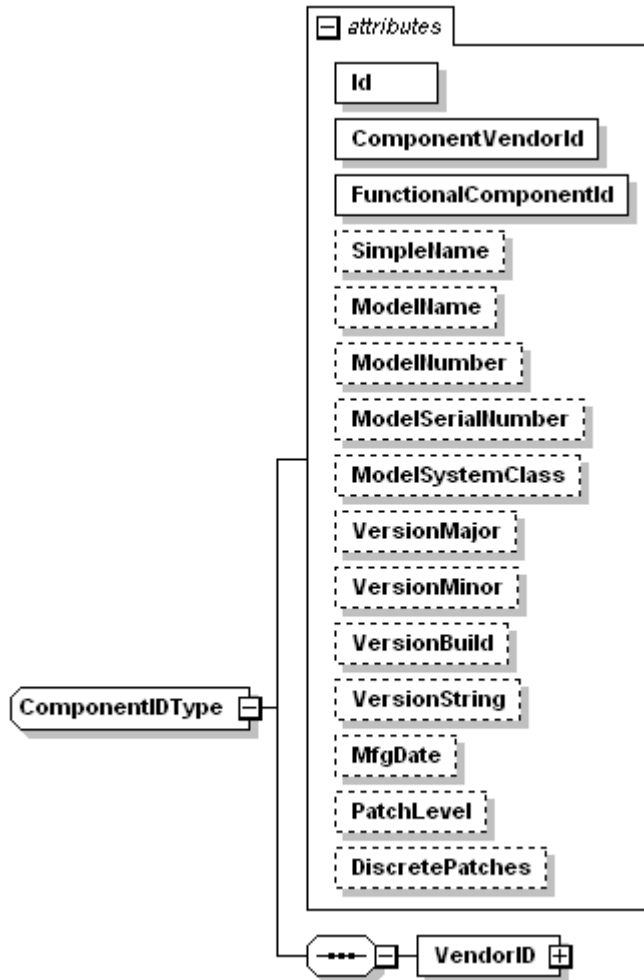 attributes
Id
ComponentVendorId
FunctionalComponentId
SimpleName
ModelName
ModelNumber
ModelSerialNumber
ModelSystemClass
VersionMajor
VersionMinor
VersionBuild
VersionString
MfgDate
PatchLevel
DiscretePatches
ComponentIDType
VendorID